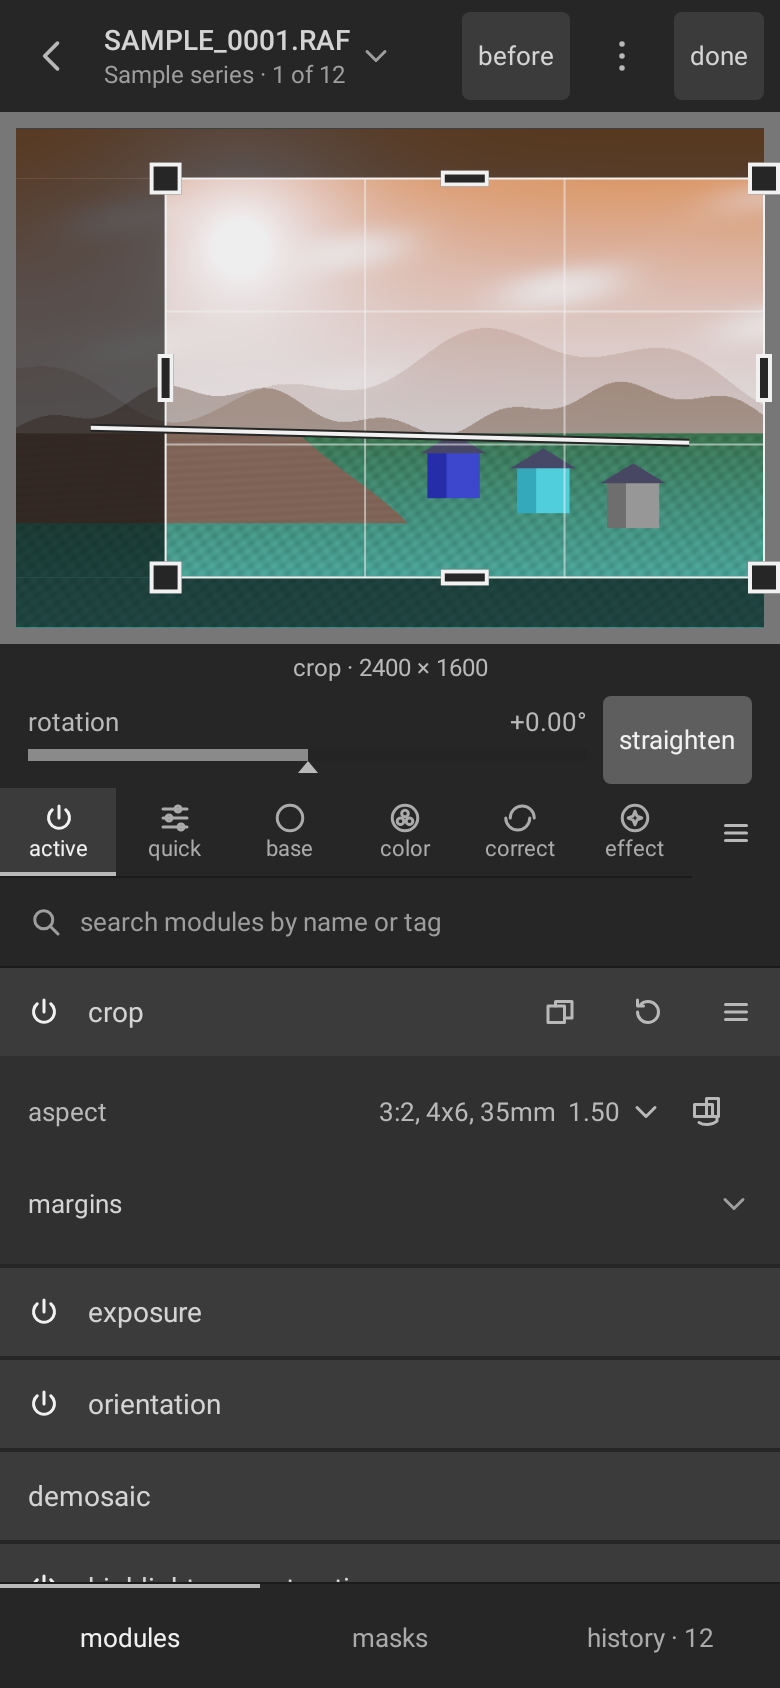 SAMPLE_0001.RAF
Sample series · 1 of 12
before
done
crop · 2400 × 1600
rotation
+0.00°
straighten
active
quick
base
color
correct
effect
search modules by name or tag
crop
aspect
3:2, 4x6, 35mm 1.50
margins
exposure
orientation
demosaic
modules
masks
history · 12